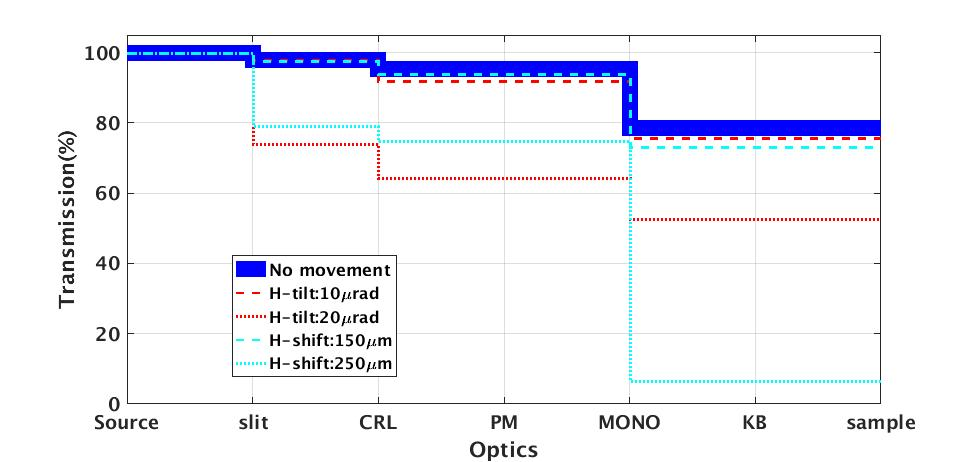 100
80
60
40
20
0
Transmission(%)
No movement
H-tilt:10μrad
H-tilt:20μrad
H-shift:150μm
H-shift:250μm
Source slit CRL PM MONO KB sample
Optics